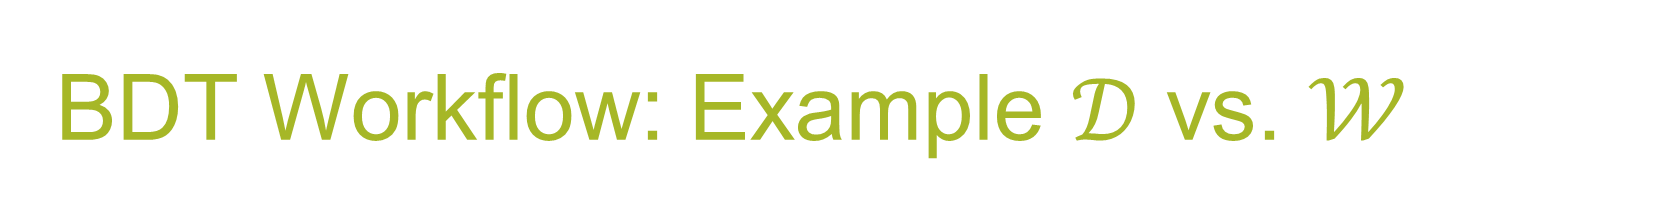 BDT Workflow: Example 𝒟 vs. 𝒲